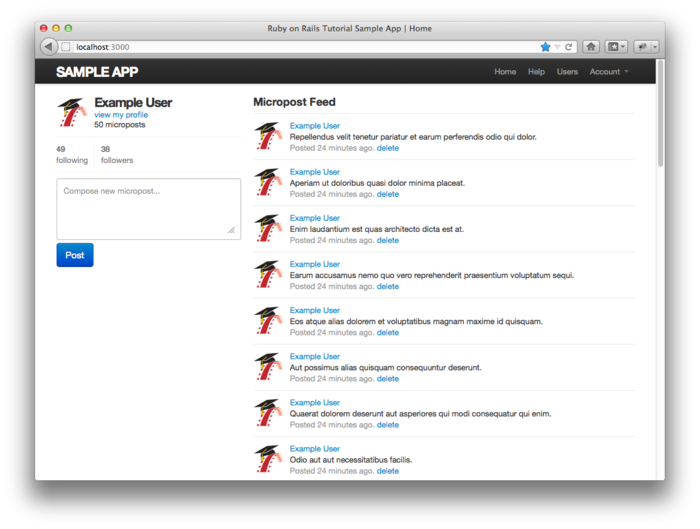 Ruby on Rails Tutorial Sample App | Home
localhost:3000
SAMPLE APP
Home Help Users Account
Example User
view my profile
50 microposts
49 following
38 followers
Compose new micropost...
Post
Micropost Feed
Example User
Repellendus velit tenetur pariatur et earum perferendis odio qui dolor.
Posted 24 minutes ago. delete
Example User
Aperiam ut doloribus quasi dolor minima placeat.
Posted 24 minutes ago. delete
Example User
Enim laudantium est quas architecto dicta est at.
Posted 24 minutes ago. delete
Example User
Earum accusamus nemo quo vero reprehenderit praesentium voluptatum sequi.
Posted 24 minutes ago. delete
Example User
Eos atque alias dolorem et voluptatibus magnam maxime id quisquam.
Posted 24 minutes ago. delete
Example User
Aut possimus alias quisquam consequuntur deserunt.
Posted 24 minutes ago. delete
Example User
Quaerat dolorem deserunt aut asperiores qui modi consequatur qui enim.
Posted 24 minutes ago. delete
Example User
Odio aut aut necessitatibus facilis.
Posted 24 minutes ago. delete